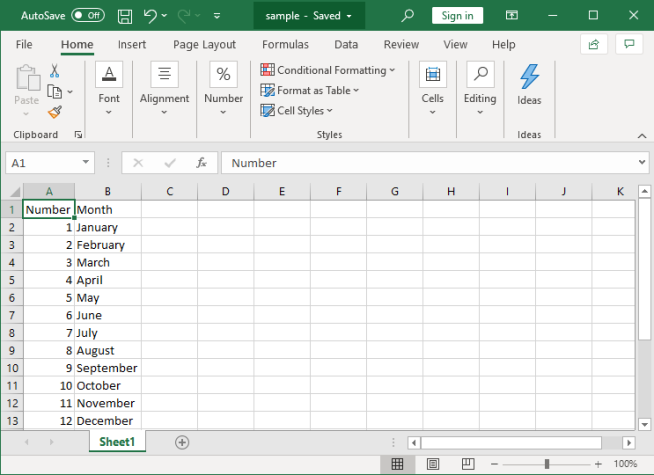 AutoSave Off sample - Saved Sign in
File Home Insert Page Layout Formulas Data Review View Help
Paste Font Alignment % Number Conditional Formatting Format as Table Cell Styles Cells Editing Ideas
Clipboard Styles Ideas
A1 fx Number
A B C D E F G H I J K
1 Number Month
2 1 January
3 2 February
4 3 March
5 4 April
6 5 May
7 6 June
8 7 July
9 8 August
10 9 September
11 10 October
12 11 November
13 12 December
Sheet1
100%